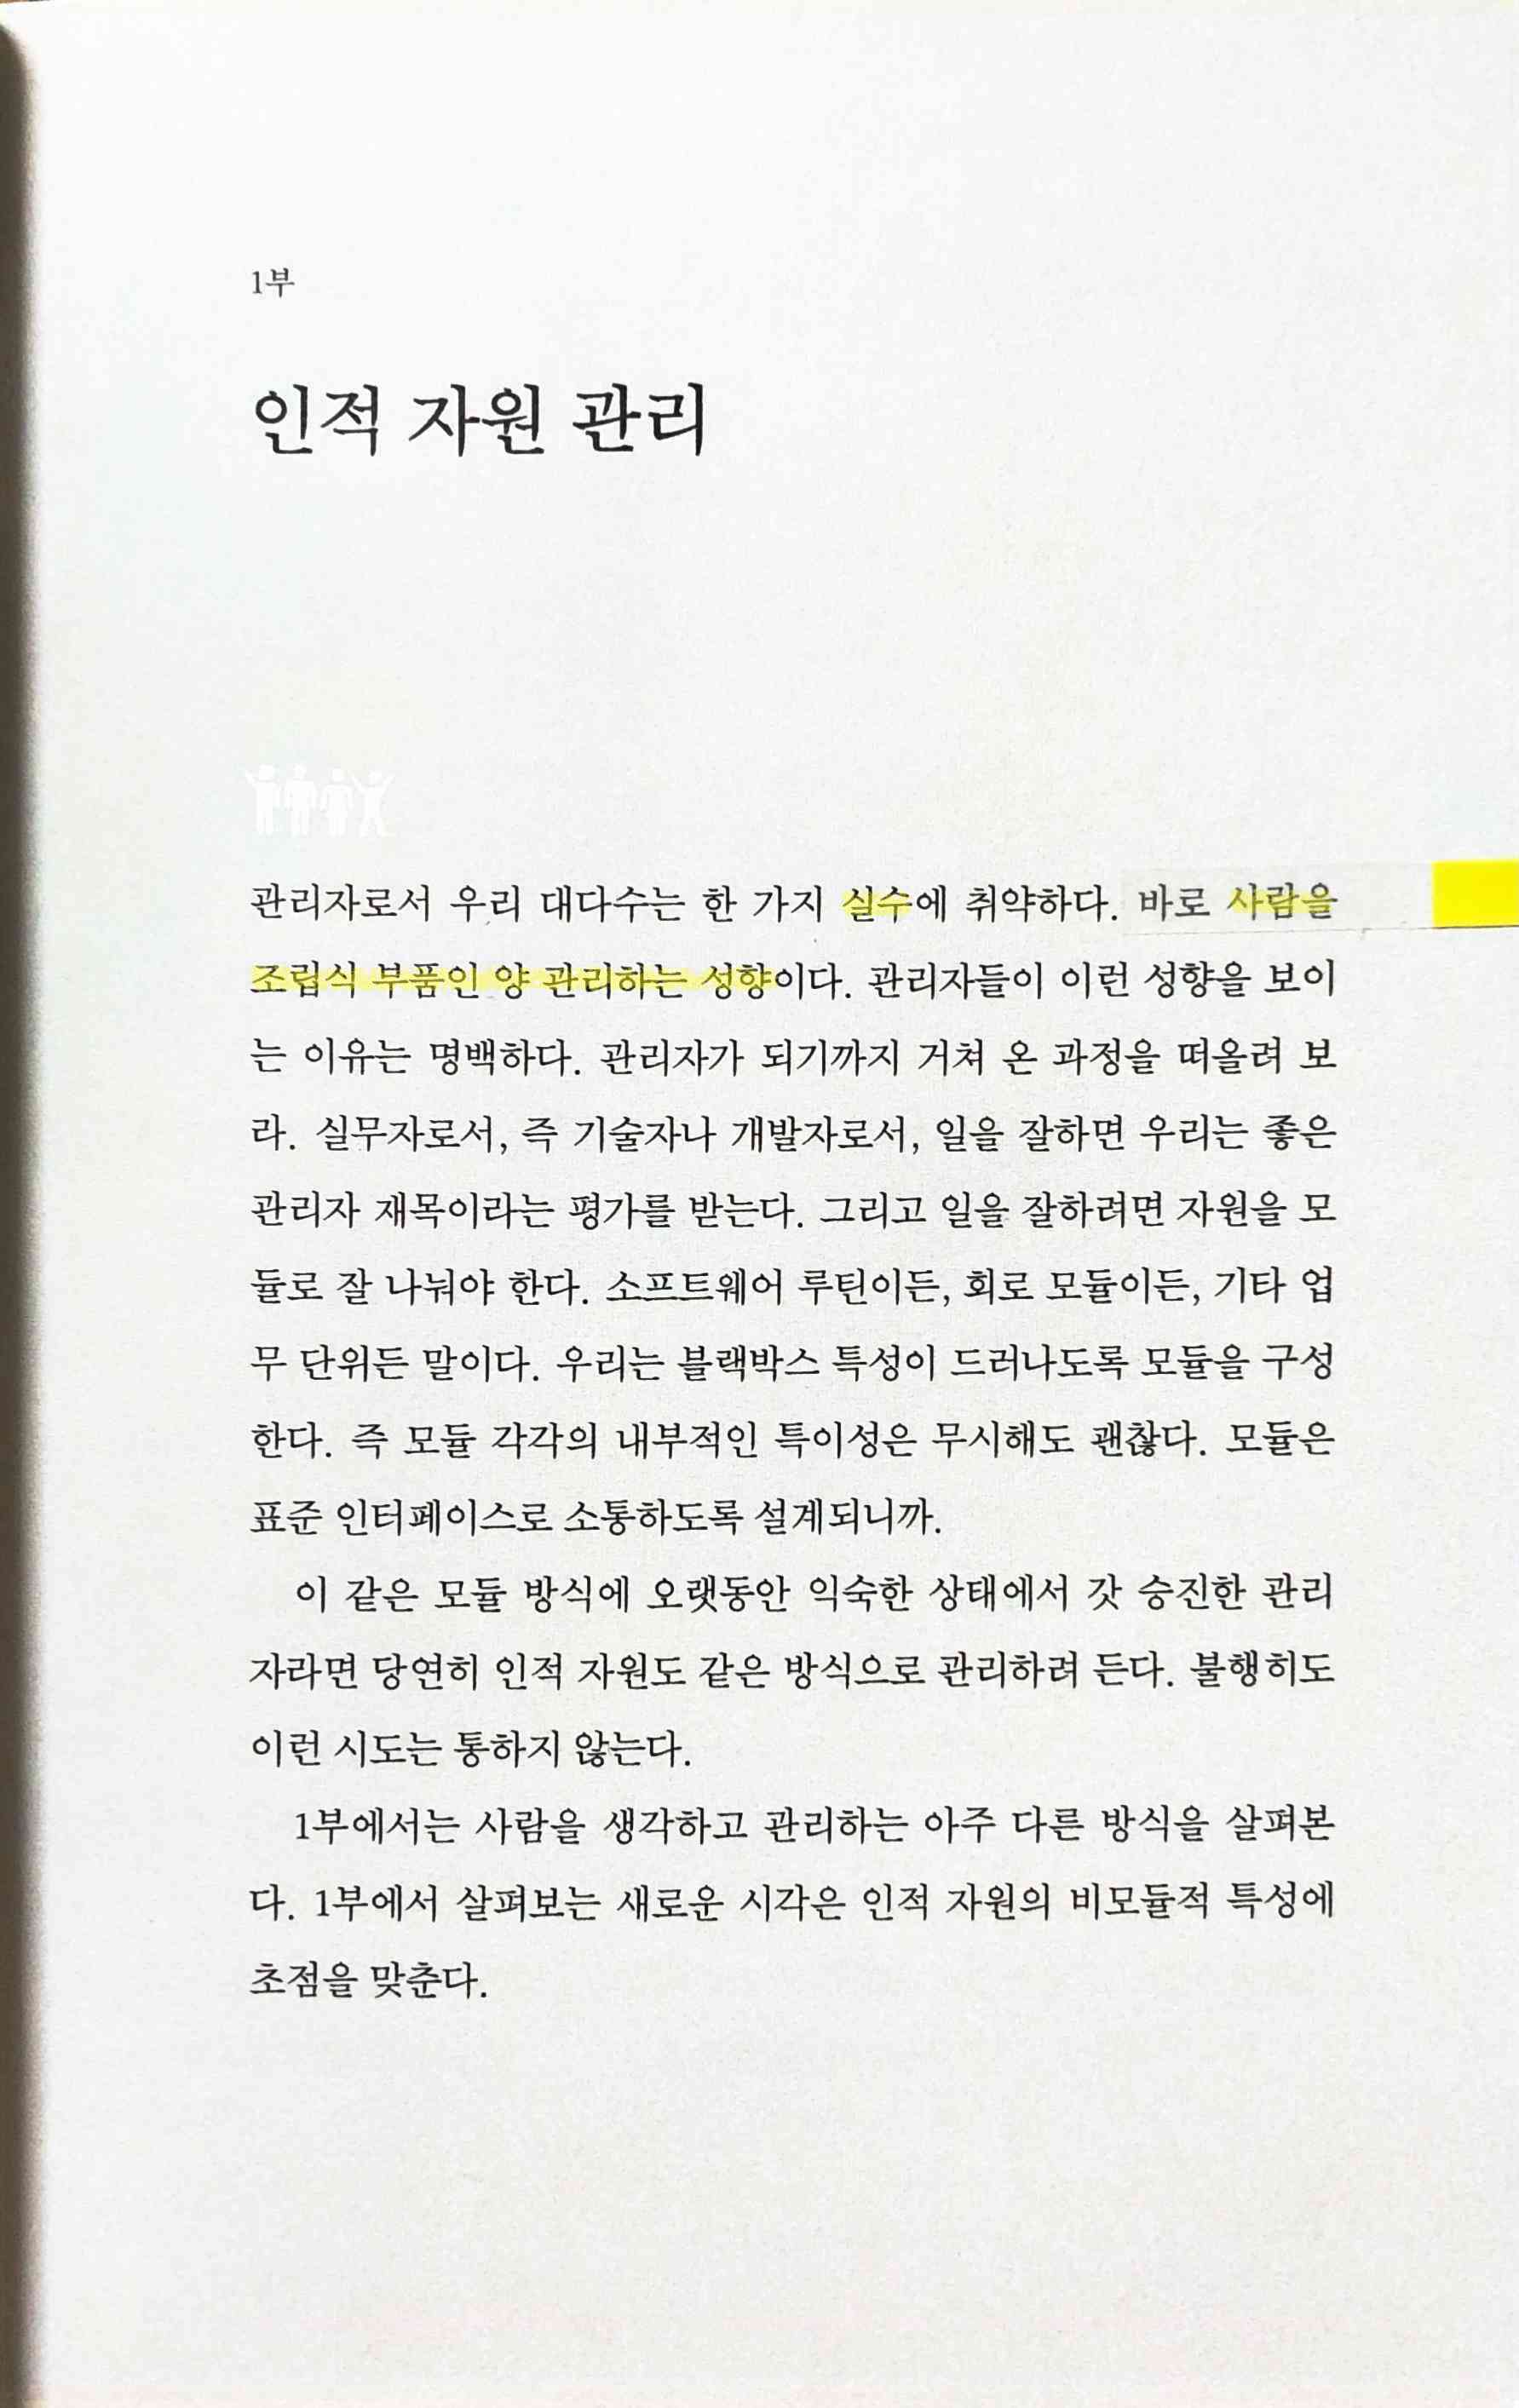 1부
인적 자원 관리
관리자로서 우리 대다수는 한 가지 실수에 취약하다. 바로 사람을
조립식 부품인 양 관리하는 성향이다. 관리자들이 이런 성향을 보이
는 이유는 명백하다. 관리자가 되기까지 거쳐 온 과정을 떠올려 보
라. 실무자로서, 즉 기술자나 개발자로서, 일을 잘하면 우리는 좋은
관리자 재목이라는 평가를 받는다. 그리고 일을 잘하려면 자원을 모
듈로 잘 나눠야 한다. 소프트웨어 루틴이든, 회로 모듈이든, 기타 업
무 단위든 말이다. 우리는 블랙박스 특성이 드러나도록 모듈을 구성
한다. 즉 모듈 각각의 내부적인 특이성은 무시해도 괜찮다. 모듈은
표준 인터페이스로 소통하도록 설계되니까.
이 같은 모듈 방식에 오랫동안 익숙한 상태에서 갓 승진한 관리
자라면 당연히 인적 자원도 같은 방식으로 관리하려 든다. 불행히도
이런 시도는 통하지 않는다.
1부에서는 사람을 생각하고 관리하는 아주 다른 방식을 살펴본
다. 1부에서 살펴보는 새로운 시각은 인적 자원의 비모듈적 특성에
초점을 맞춘다.